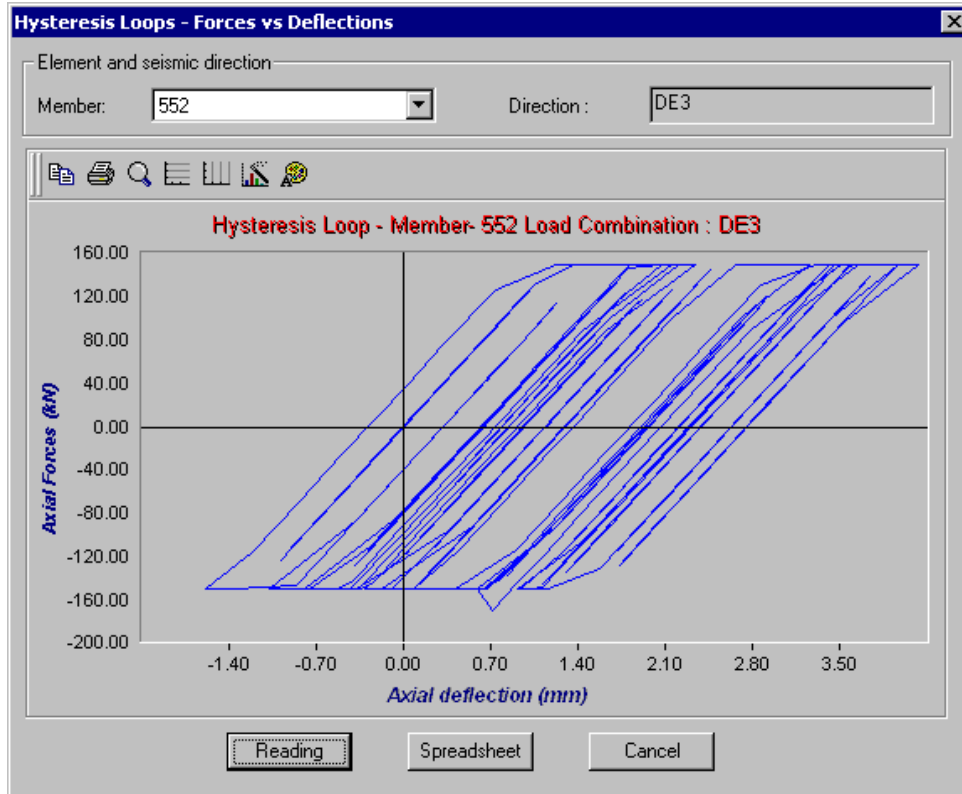 Hysteresis Loops - Forces vs Deflections
Element and seismic direction
Member: 552 Direction : DE3
Hysteresis Loop - Member- 552 Load Combination : DE3
160.00
120.00
80.00
40.00
0.00
-40.00
-80.00
-120.00
-160.00
-200.00
Axial Forces (kN)
-1.40 -0.70 0.00 0.70 1.40 2.10 2.80 3.50
Axial deflection (mm)
Reading Spreadsheet Cancel